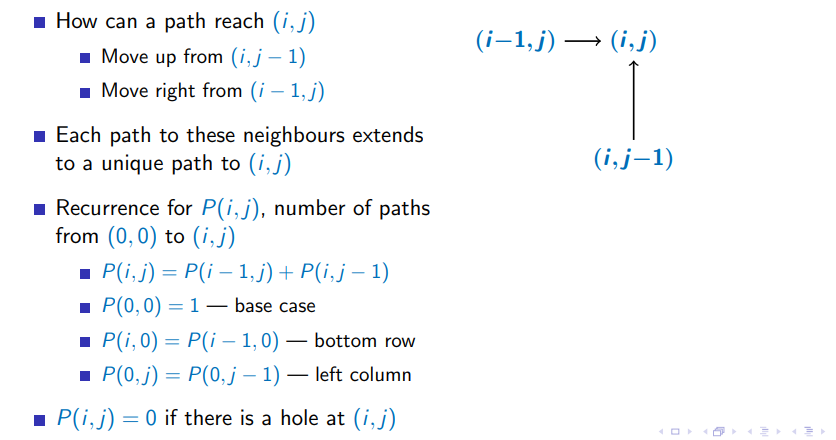 How can a path reach (i, j)
Move up from (i, j − 1)
Move right from (i − 1, j)
Each path to these neighbours extends
to a unique path to (i, j)
Recurrence for P(i, j), number of paths
from (0, 0) to (i, j)
P(i, j) = P(i − 1, j) + P(i, j − 1)
P(0, 0) = 1 — base case
P(i, 0) = P(i − 1, 0) — bottom row
P(0, j) = P(0, j − 1) — left column
P(i, j) = 0 if there is a hole at (i, j)
(i−1, j) ⟶ (i, j)
(i, j−1)